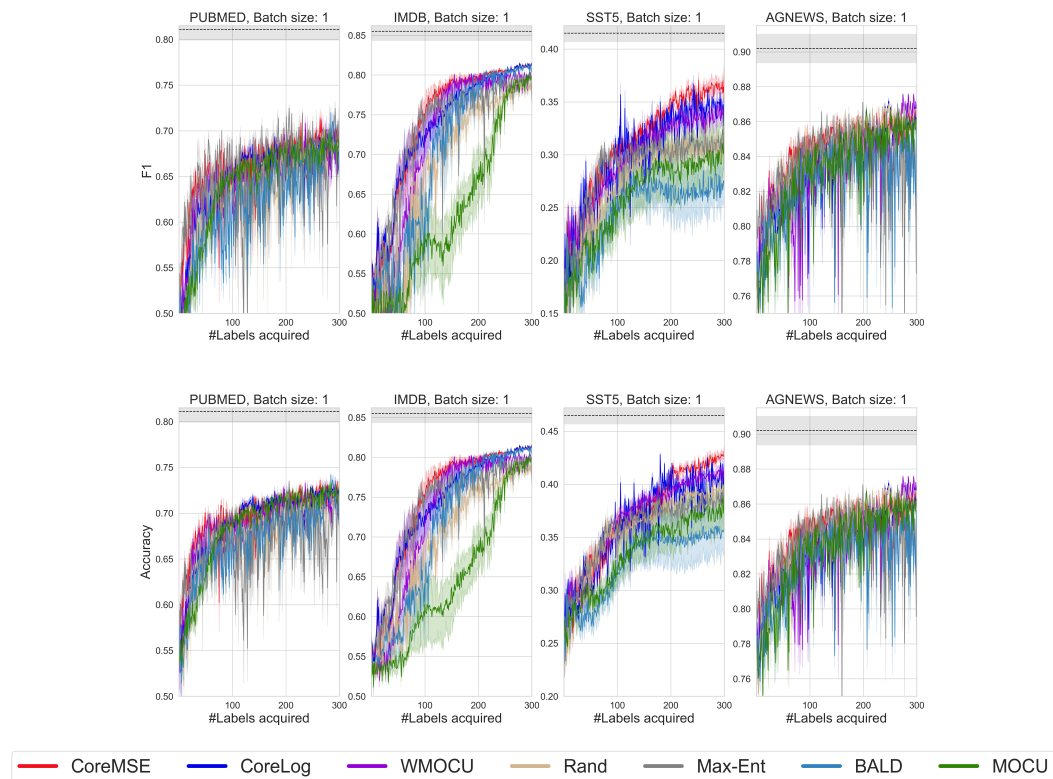 PUBMED, Batch size: 1
IMDB, Batch size: 1
SST5, Batch size: 1
AGNEWS, Batch size: 1
F1
0.80
0.75
0.70
0.65
0.60
0.55
0.50
0.85
0.80
0.75
0.70
0.65
0.60
0.55
0.50
0.40
0.35
0.30
0.25
0.20
0.15
0.90
0.88
0.86
0.84
0.82
0.80
0.78
0.76
100 200 300
100 200 300
100 200 300
100 200 300
#Labels acquired
#Labels acquired
#Labels acquired
#Labels acquired
PUBMED, Batch size: 1
IMDB, Batch size: 1
SST5, Batch size: 1
AGNEWS, Batch size: 1
Accuracy
0.80
0.75
0.70
0.65
0.60
0.55
0.50
0.85
0.80
0.75
0.70
0.65
0.60
0.55
0.50
0.45
0.40
0.35
0.30
0.25
0.20
0.90
0.88
0.86
0.84
0.82
0.80
0.78
0.76
100 200 300
100 200 300
100 200 300
100 200 300
#Labels acquired
#Labels acquired
#Labels acquired
#Labels acquired
CoreMSE CoreLog WMOCU Rand Max-Ent BALD MOCU